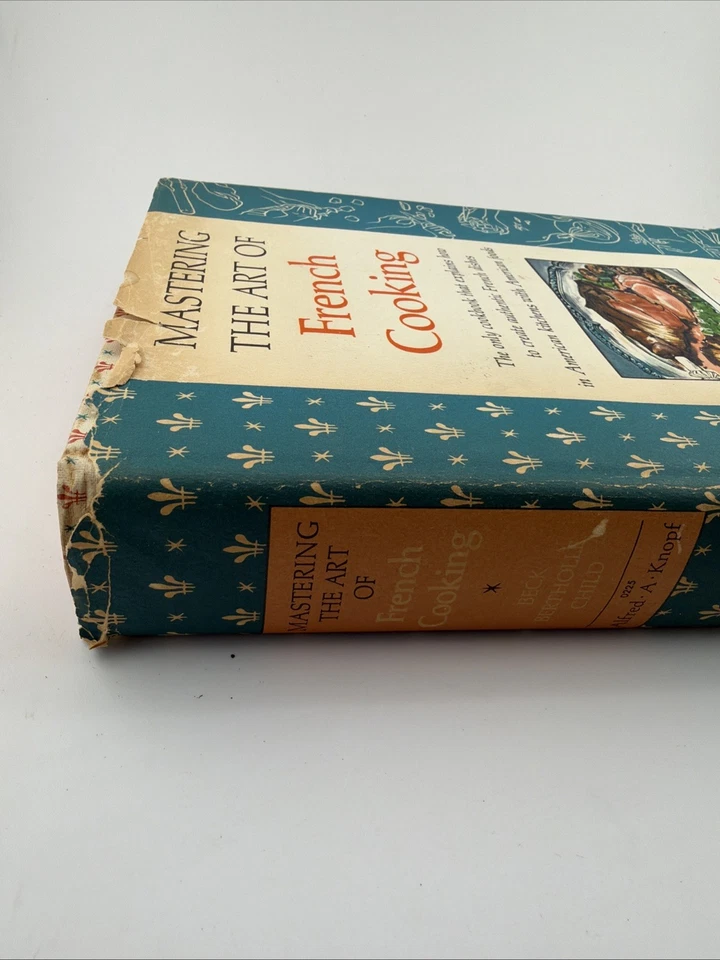 MASTERING
THE ART OF
French
Cooking
The only cookbook that explains how
to create authentic French dishes
in American kitchens with American foods
MASTERING
THE ART
OF
French
Cooking
BECK
BERTHOLLE
CHILD
0225
Alfred · A · Knopf